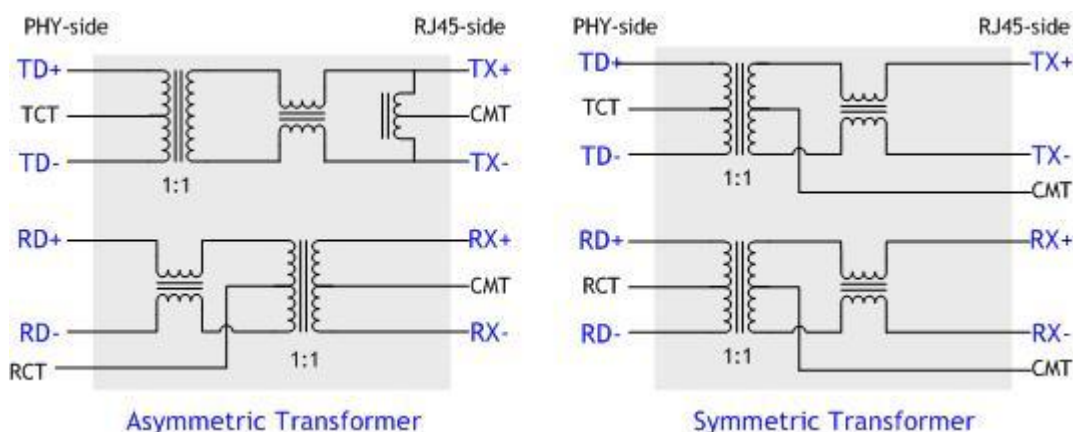 PHY-side
RJ45-side
TD+
TX+
TCT
CMT
TD-
TX-
1:1
RD+
RX+
CMT
RD-
RX-
RCT
1:1
Asymmetric Transformer
PHY-side
RJ45-side
TD+
TX+
TCT
TD-
TX-
1:1
CMT
RD+
RX+
RCT
RD-
RX-
1:1
CMT
Symmetric Transformer